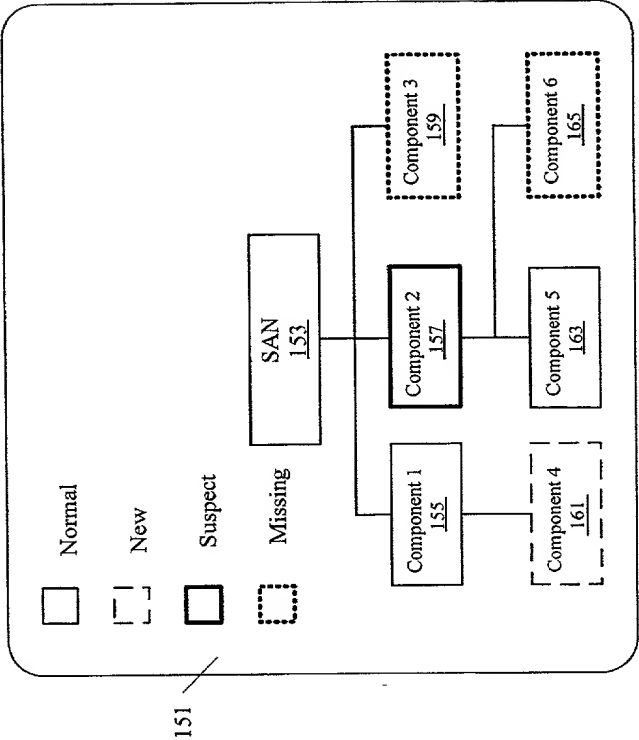 Normal
New
Suspect
Missing
SAN
153
Component 1
155
Component 2
157
Component 3
159
Component 4
161
Component 5
163
Component 6
165
151